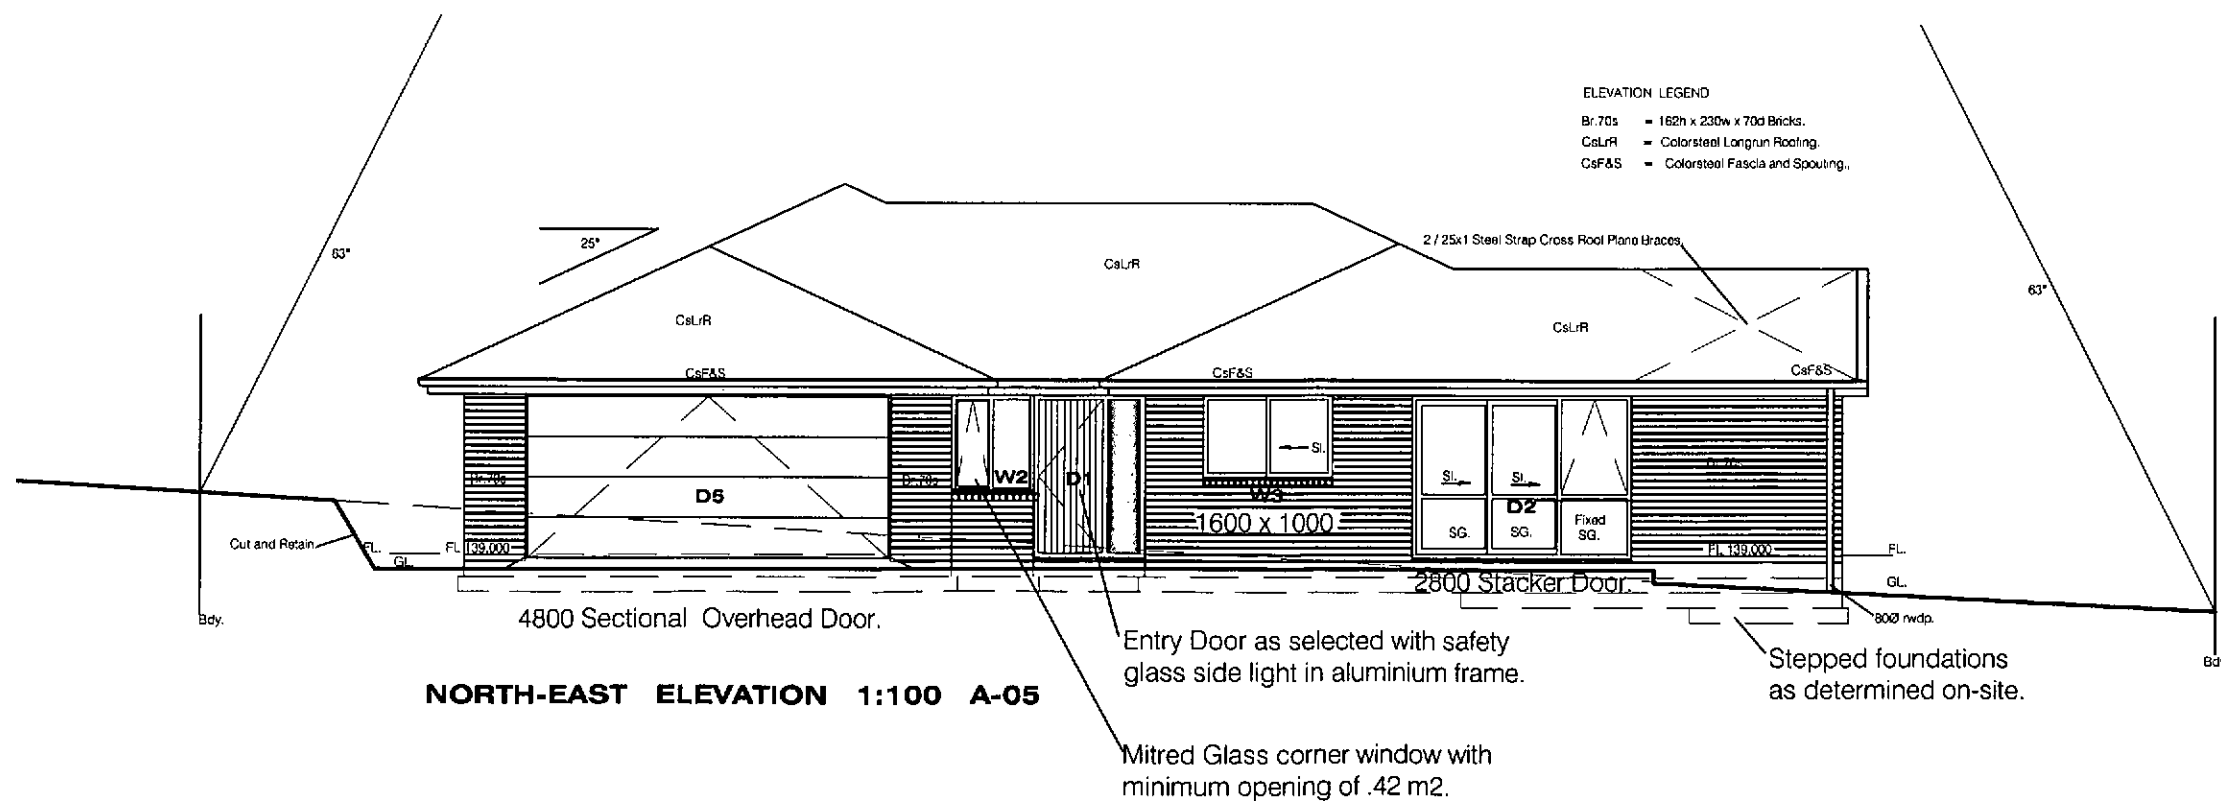 ELEVATION LEGEND
Br.70s = 162h x 230w x 70d Bricks.
CsLrR = Colorsteel Longrun Roofing.
CsF&S = Colorsteel Fascia and Spouting.,
63°
25°
2 / 25x1 Steel Strap Cross Roof Plane Braces
CsLrR
63°
CsLrR
CsLrR
CsF&S
CsF&S
CsF&S
Sl.
Br.70s
Br.70s
W2
D1
W3
Sl.
Sl.
Br.70s
D5
D2
1600 x 1000
SG.
SG.
Fixed
SG.
Cut and Retain
FL.
FL 139.000
FL 139.000
FL.
GL.
GL.
2800 Stacker Door.
4800 Sectional Overhead Door.
Bdy.
80Ø rwdp.
Entry Door as selected with safety
glass side light in aluminium frame.
Stepped foundations
as determined on-site.
Bd
NORTH-EAST ELEVATION 1:100 A-05
Mitred Glass corner window with
minimum opening of .42 m2.